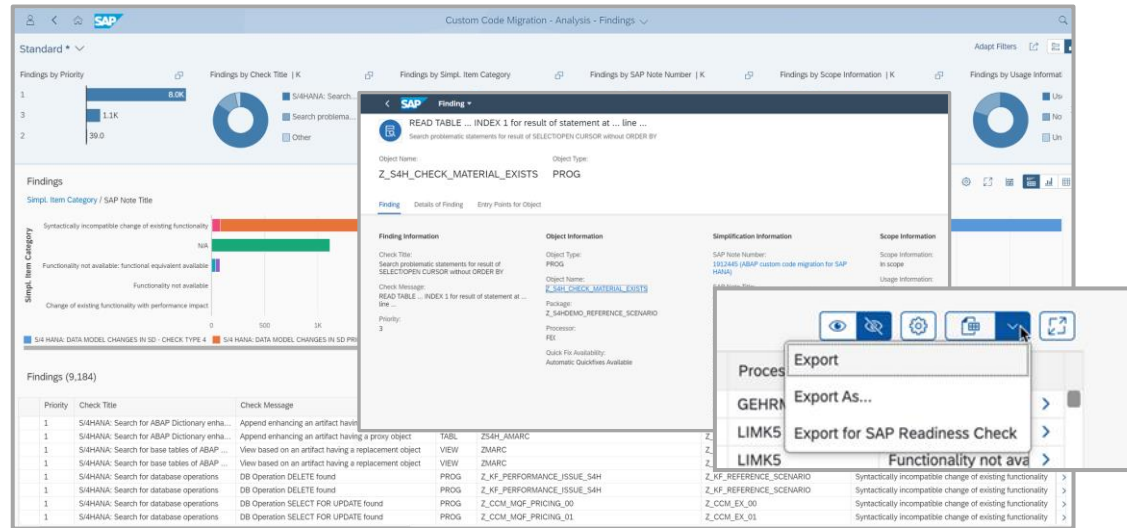 SAP
Custom Code Migration - Analysis - Findings
Standard *
Adapt Filters
Findings by Priority
Findings by Check Title | K
Findings by Simpl. Item Category
Findings by SAP Note Number | K
Findings by Scope Information | K
Findings by Usage Informat
1 8.0K
3 1.1K
2 39.0
S/4HANA: Search...
Search problema...
Other
Us
No
Un
Findings
Simpl. Item Category / SAP Note Title
Simpl. Item Category
Syntactically incompatible change of existing functionality
N/A
Functionality not available: functional equivalent available
Functionality not available
Change of existing functionality with performance impact
0 500 1K
S/4 HANA: DATA MODEL CHANGES IN SD - CHECK TYPE 4
S/4 HANA: DATA MODEL CHANGES IN SD PRI
SAP Finding
READ TABLE ... INDEX 1 for result of statement at ... line ...
Search problematic statements for result of SELECT/OPEN CURSOR without ORDER BY
Object Name: Object Type:
Z_S4H_CHECK_MATERIAL_EXISTS PROG
Finding Details of Finding Entry Points for Object
Finding Information
Check Title:
Search problematic statements for result of
SELECT/OPEN CURSOR without ORDER BY
Check Message:
READ TABLE ... INDEX 1 for result of statement at ...
line ...
Priority:
3
Object Information
Object Type:
PROG
Object Name:
Z_S4H_CHECK_MATERIAL_EXISTS
Package:
Z_S4HDEMO_REFERENCE_SCENARIO
Processor:
Quick Fix Availability:
Automatic Quickfixes Available
Simplification Information
SAP Note Number:
1912445 (ABAP custom code migration for SAP
HANA)
Scope Information
Scope Information:
In scope
Usage Information:
Proces
GEHRM
LIMK5
LIMK5 Functionality not ava
Export
Export As...
Export for SAP Readiness Check
Findings (9,184)
Priority Check Title Check Message
1 S/4HANA: Search for ABAP Dictionary enha... Append enhancing an artifact havin
1 S/4HANA: Search for ABAP Dictionary enha... Append enhancing an artifact having a proxy object TABL ZS4H_AMARC Z_
1 S/4HANA: Search for base tables of ABAP ... View based on an artifact having a replacement object VIEW ZMARC Z_
1 S/4HANA: Search for base tables of ABAP ... View based on an artifact having a replacement object VIEW ZMARC Z_
1 S/4HANA: Search for database operations DB Operation DELETE found PROG Z_KF_PERFORMANCE_ISSUE_S4H Z_KF_REFERENCE_SCENARIO Syntactically incompatible change of existing functionality
1 S/4HANA: Search for database operations DB Operation DELETE found PROG Z_KF_PERFORMANCE_ISSUE_S4H Z_KF_REFERENCE_SCENARIO Syntactically incompatible change of existing functionality
1 S/4HANA: Search for database operations DB Operation SELECT FOR UPDATE found PROG Z_CCM_MQF_PRICING_00 Z_CCM_EX_00 Syntactically incompatible change of existing functionality
1 S/4HANA: Search for database operations DB Operation SELECT FOR UPDATE found PROG Z_CCM_MQF_PRICING_01 Z_CCM_EX_01 Syntactically incompatible change of existing functionality